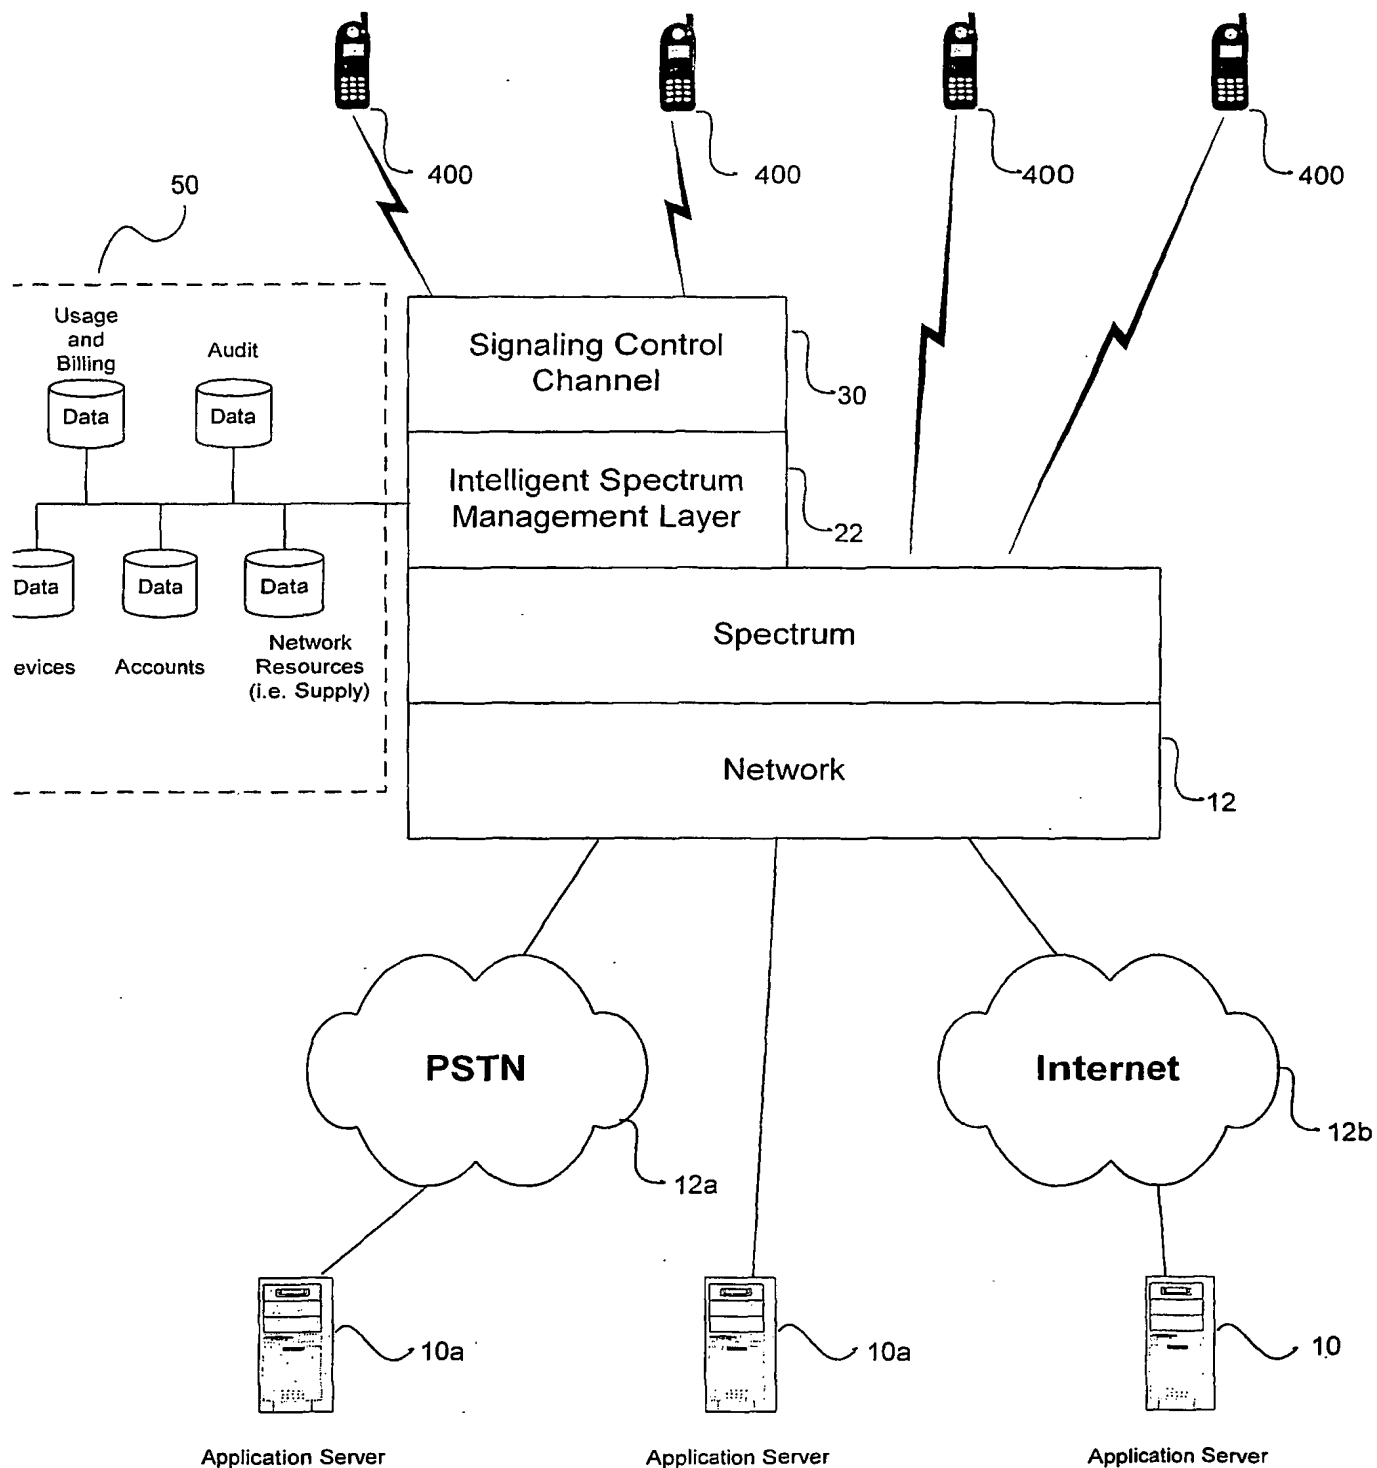 400
400
400
400
50
Usage
and
Billing
Audit
Data
Data
Signaling Control
Channel
30
Intelligent Spectrum
Management Layer
22
Data
Data
Data
evices
Accounts
Network
Resources
(i.e. Supply)
Spectrum
Network
12
PSTN
12a
Internet
12b
10a
10a
10
Application Server
Application Server
Application Server